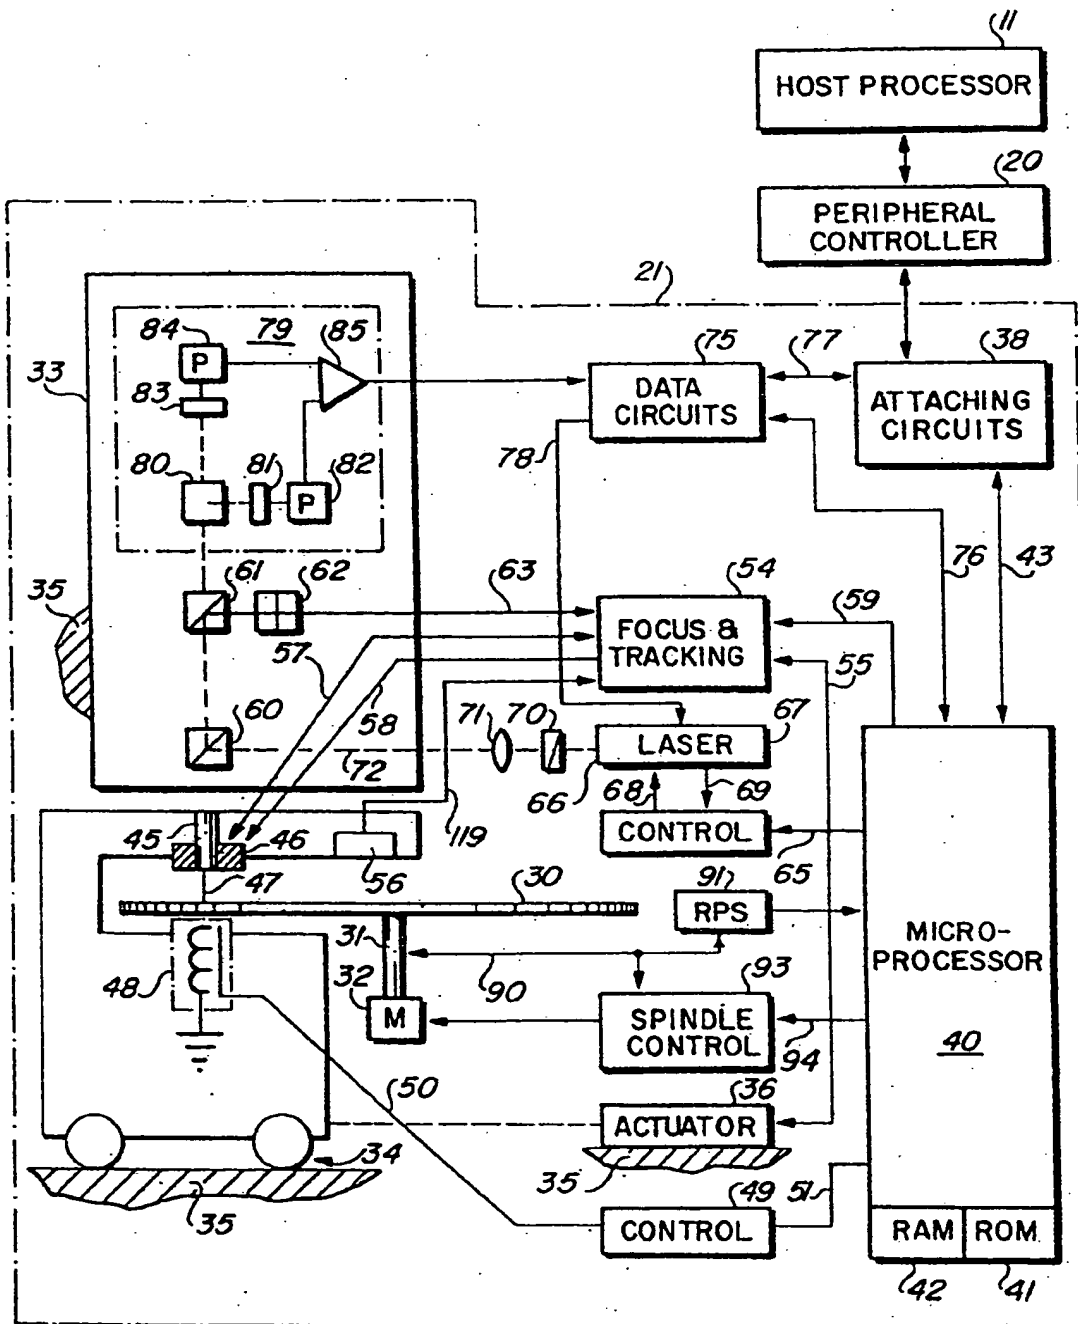 11
HOST PROCESSOR
20
PERIPHERAL
CONTROLLER
21
84
79
85
75
77
38
P
33
83
DATA
CIRCUITS
ATTACHING
CIRCUITS
78
80
81
82
P
76
43
61
62
63
54
59
35
57
FOCUS &
TRACKING
55
60
58
71
70
67
LASER
72
66
68
69
45
46
119
CONTROL
65
56
47
30
91
RPS
31
MICRO-
PROCESSOR
48
32
90
93
M
SPINDLE
CONTROL
94
40
50
36
ACTUATOR
34
35
35
49
51
CONTROL
RAM
ROM
42
41